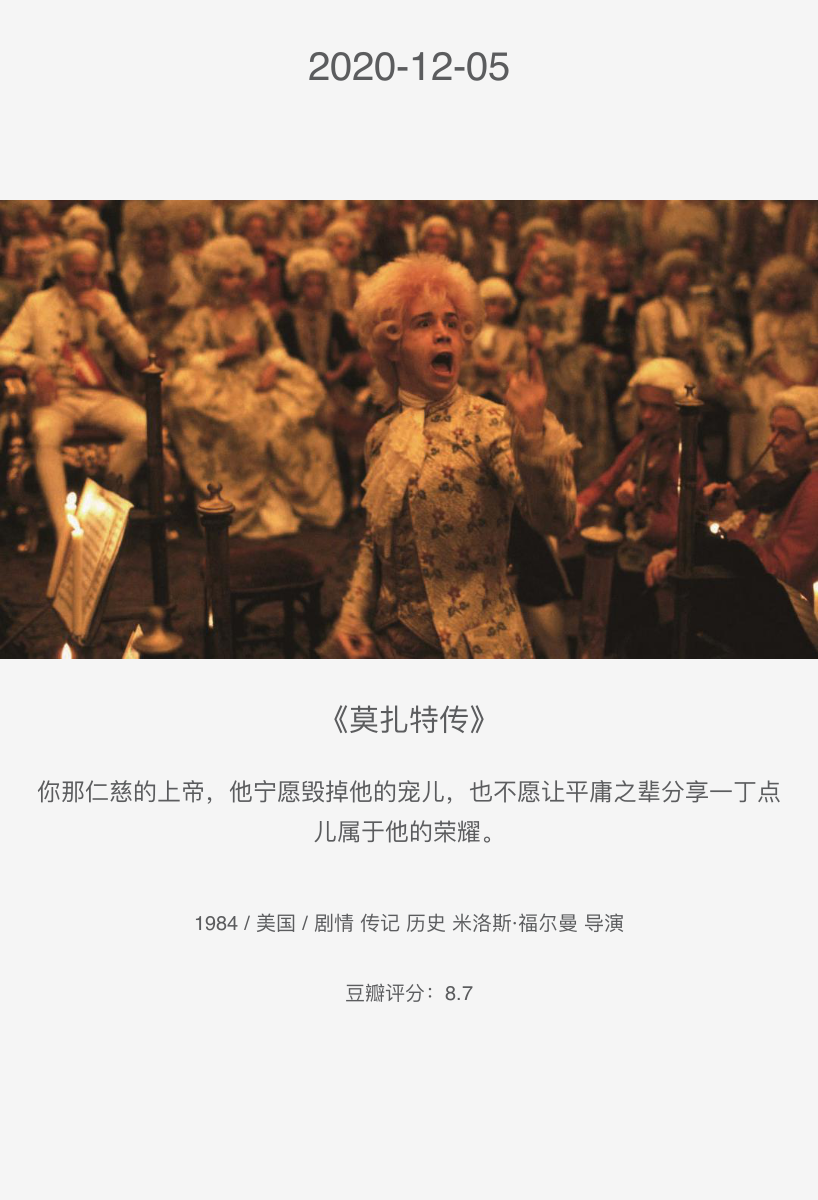 2020-12-05
《莫扎特传》
你那仁慈的上帝，他宁愿毁掉他的宠儿，也不愿让平庸之辈分享一丁点
儿属于他的荣耀。
1984 / 美国 / 剧情 传记 历史 米洛斯·福尔曼 导演
豆瓣评分：8.7